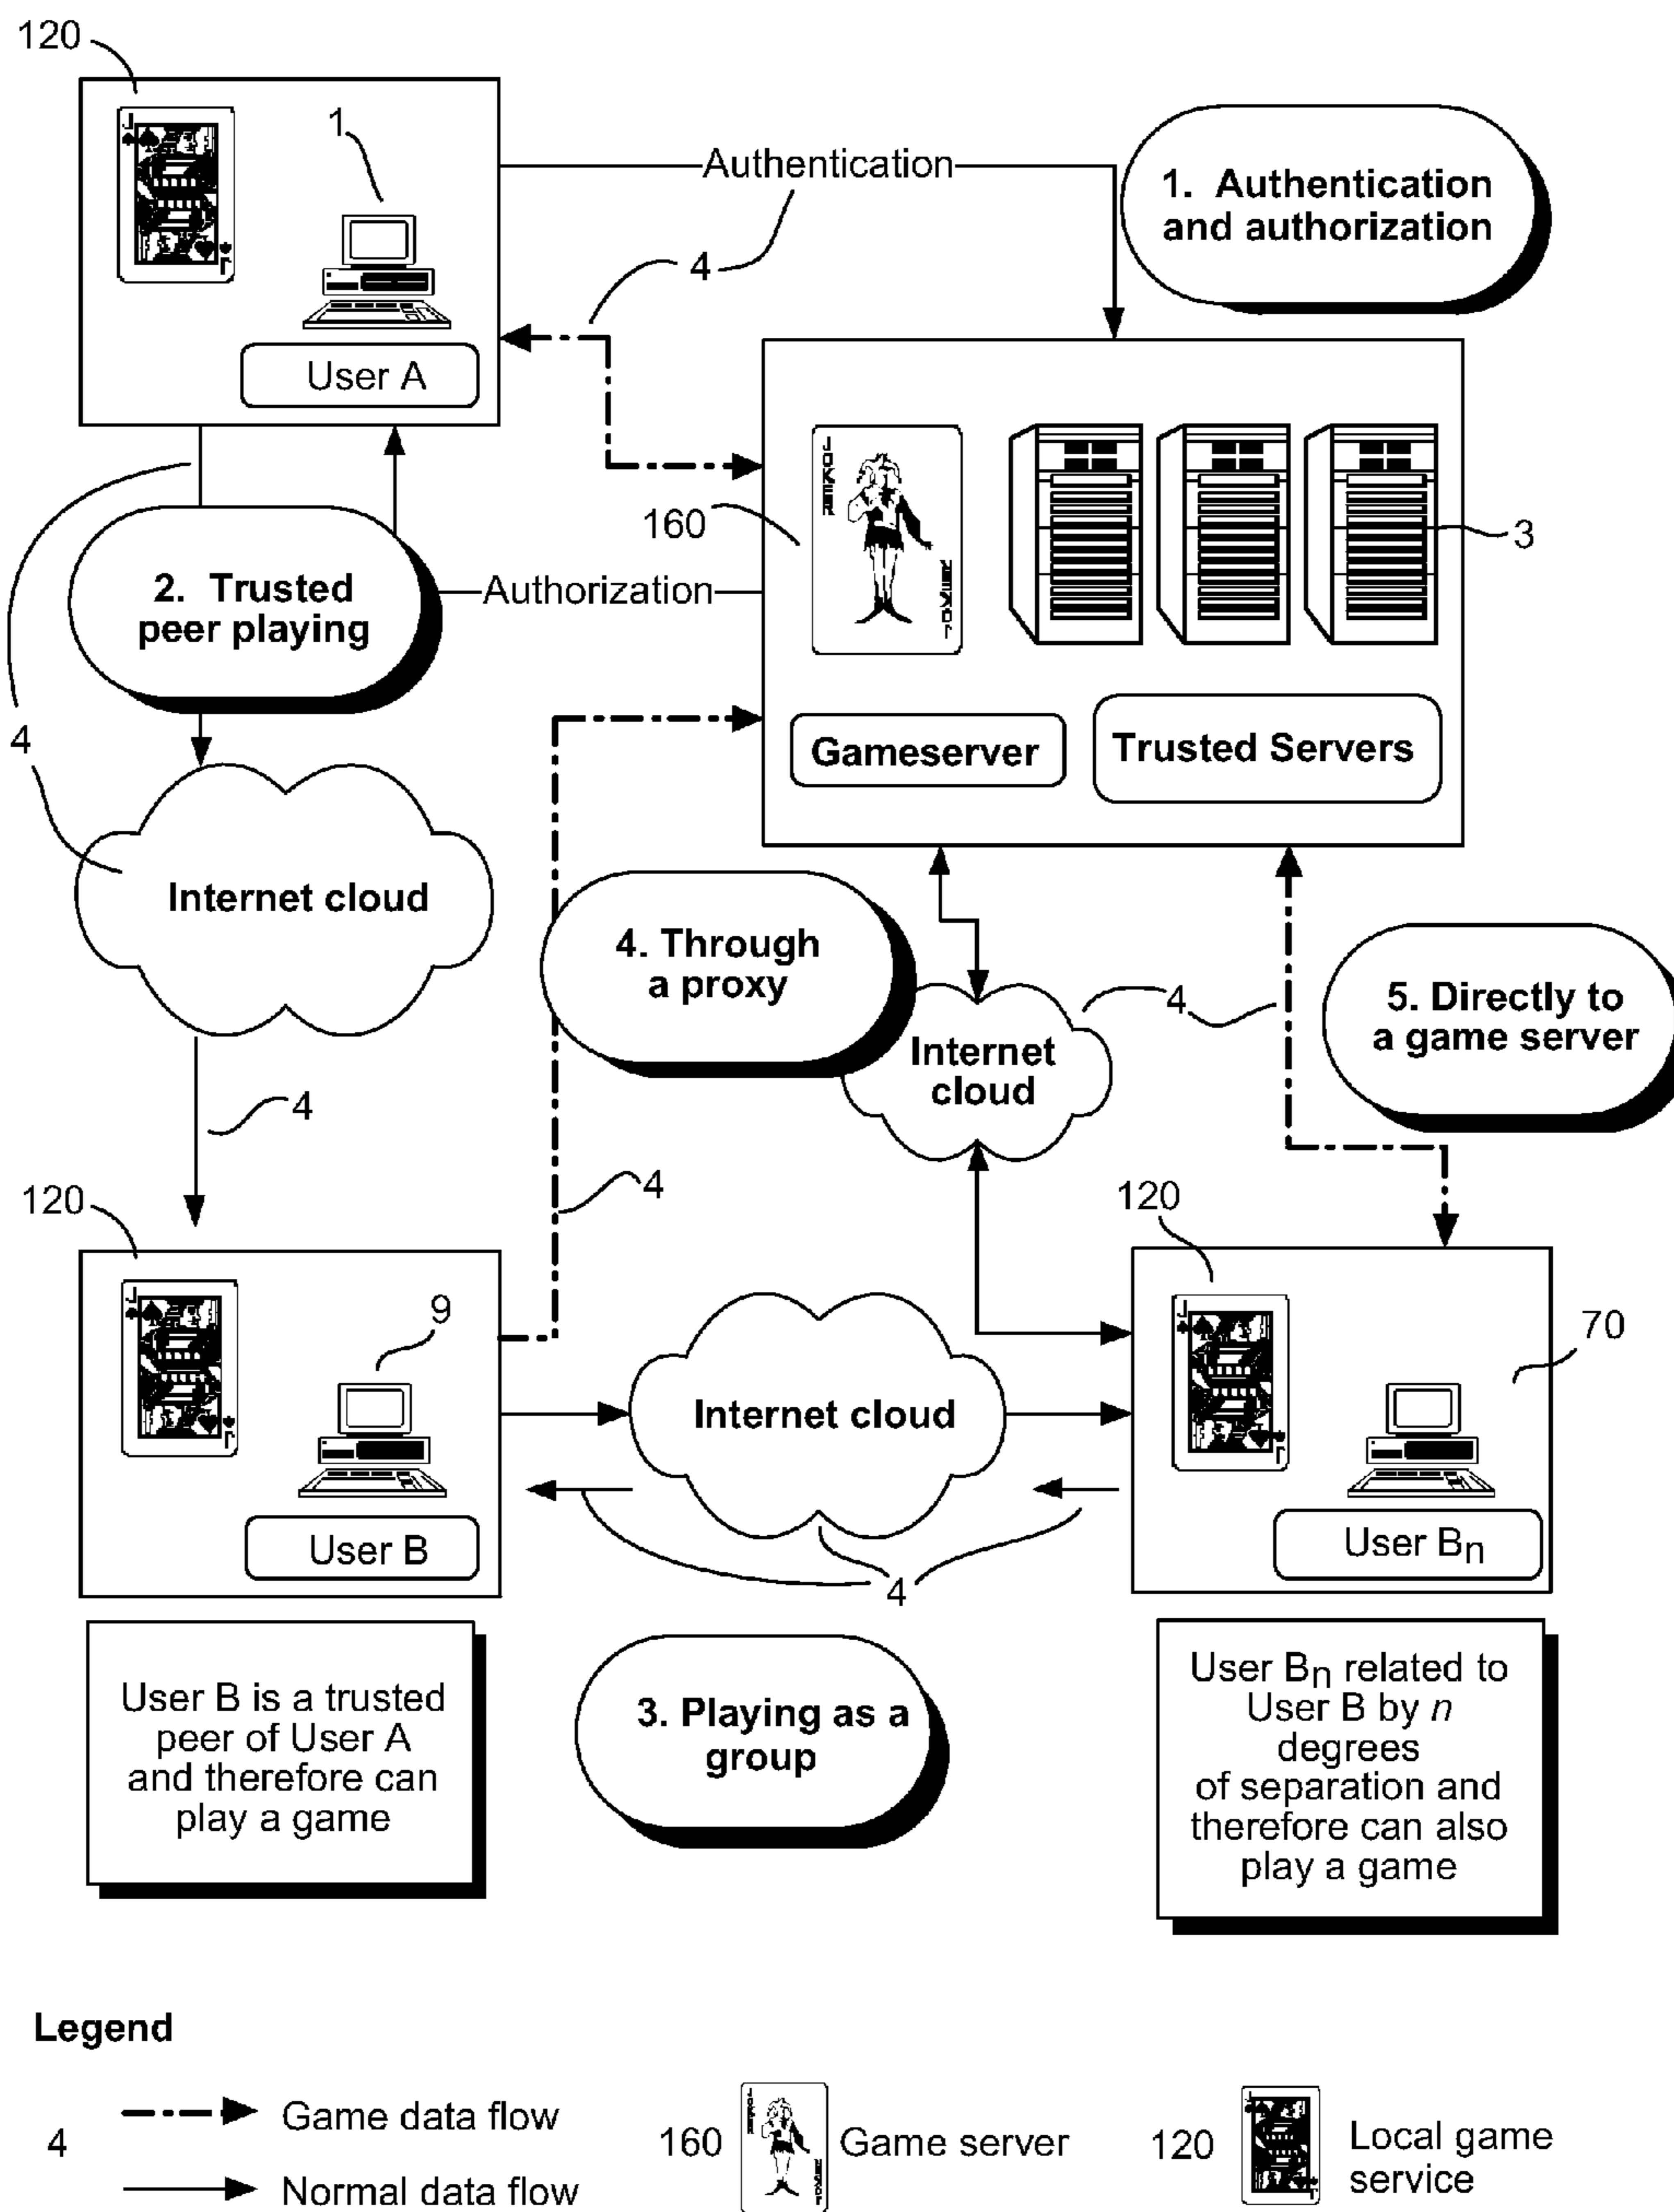 120
1
Authentication
1. Authentication
and authorization
4
User A
JOKER
160
3
2. Trusted
peer playing
Authorization
JOKER
4
Gameserver
Trusted Servers
Internet cloud
4. Through
a proxy
4
5. Directly to
a game server
Internet
cloud
4
4
120
120
9
70
Internet cloud
User B
User Bn
4
User B is a trusted
peer of User A
and therefore can
play a game
3. Playing as a
group
User Bn related to
User B by n
degrees
of separation and
therefore can also
play a game
Legend
4
Game data flow
Normal data flow
160
Game server
120
Local game
service